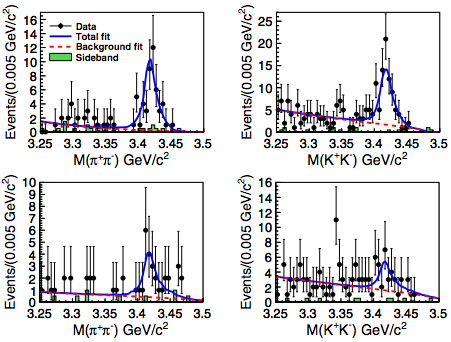 Events/(0.005 GeV/c²)
16
14
12
10
8
6
4
2
0
Data
Total fit
Background fit
Sideband
3.25 3.3 3.35 3.4 3.45 3.5
M(π⁺π⁻) GeV/c²
Events/(0.005 GeV/c²)
25
20
15
10
5
0
3.25 3.3 3.35 3.4 3.45 3.5
M(K⁺K⁻) GeV/c²
Events/(0.005 GeV/c²)
10
8
6
4
2
0
3.25 3.3 3.35 3.4 3.45 3.5
M(π⁺π⁻) GeV/c²
Events/(0.005 GeV/c²)
16
14
12
10
8
6
4
2
0
3.25 3.3 3.35 3.4 3.45 3.5
M(K⁺K⁻) GeV/c²